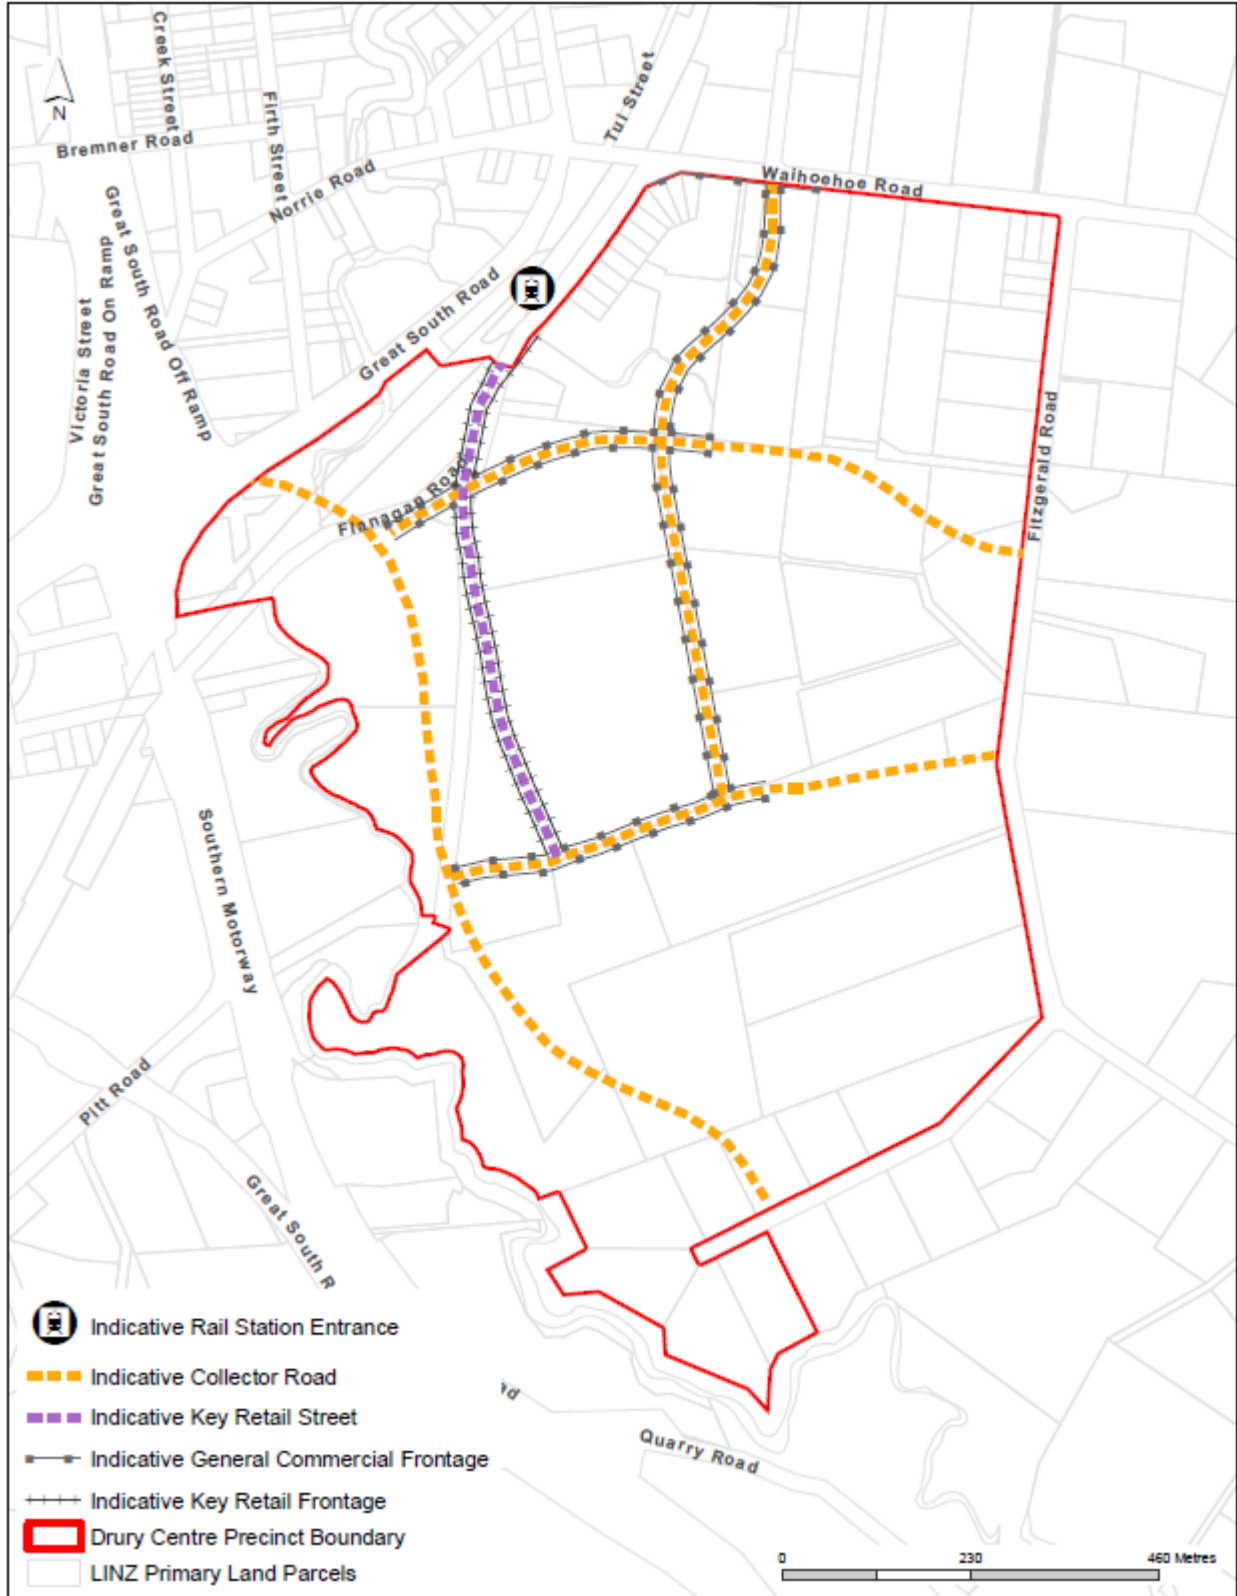 Creek Street
Firth Street
Bremner Road
Norrie Road
Tui Street
Waihoehoe Road
N
Great South Road Off Ramp
Great South Road On Ramp
Victoria Street
Great South Road
Flanagan Road
Fitzgerald Road
Southern Motorway
Pitt Road
Great South R
ad
Quarry Road
Indicative Rail Station Entrance
Indicative Collector Road
Indicative Key Retail Street
Indicative General Commercial Frontage
Indicative Key Retail Frontage
Drury Centre Precinct Boundary
LINZ Primary Land Parcels
0 230 460 Metres